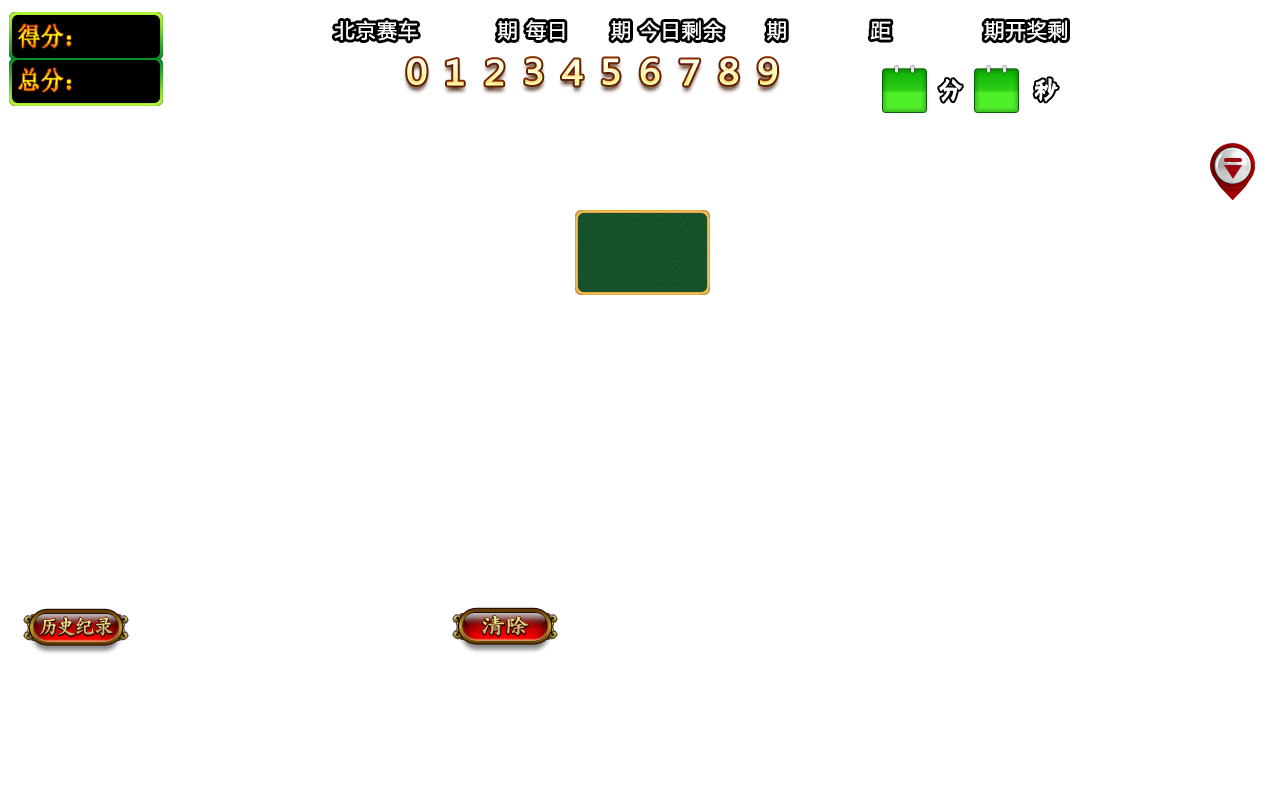 得分：
总分：
北京赛车 期 每日 期 今日剩余 期 距 期开奖剩
0 1 2 3 4 5 6 7 8 9
分 秒
历史纪录
清除